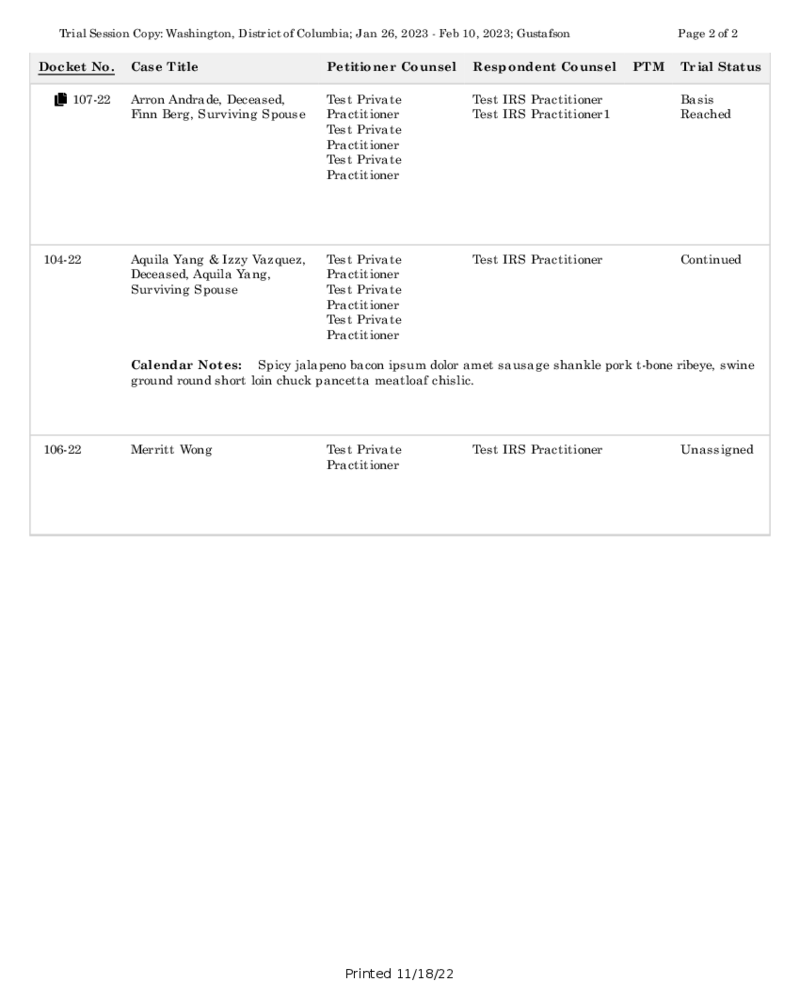 Trial Session Copy: Washington, District of Columbia; Jan 26, 2023 - Feb 10, 2023; Gustafson Page 2 of 2
Docket No. Case Title Petitioner Counsel Respondent Counsel PTM Trial Status
107-22 Arron Andrade, Deceased, Test Private Test IRS Practitioner Basis
Finn Berg, Surviving Spouse Practitioner Test IRS Practitioner1 Reached
Test Private
Practitioner
Test Private
Practitioner
104-22 Aquila Yang & Izzy Vazquez, Test Private Test IRS Practitioner Continued
Deceased, Aquila Yang, Practitioner
Surviving Spouse Test Private
Practitioner
Test Private
Practitioner
Calendar Notes: Spicy jalapeno bacon ipsum dolor amet sausage shankle pork t-bone ribeye, swine
ground round short loin chuck pancetta meatloaf chislic.
106-22 Merritt Wong Test Private Test IRS Practitioner Unassigned
Practitioner
Printed 11/18/22